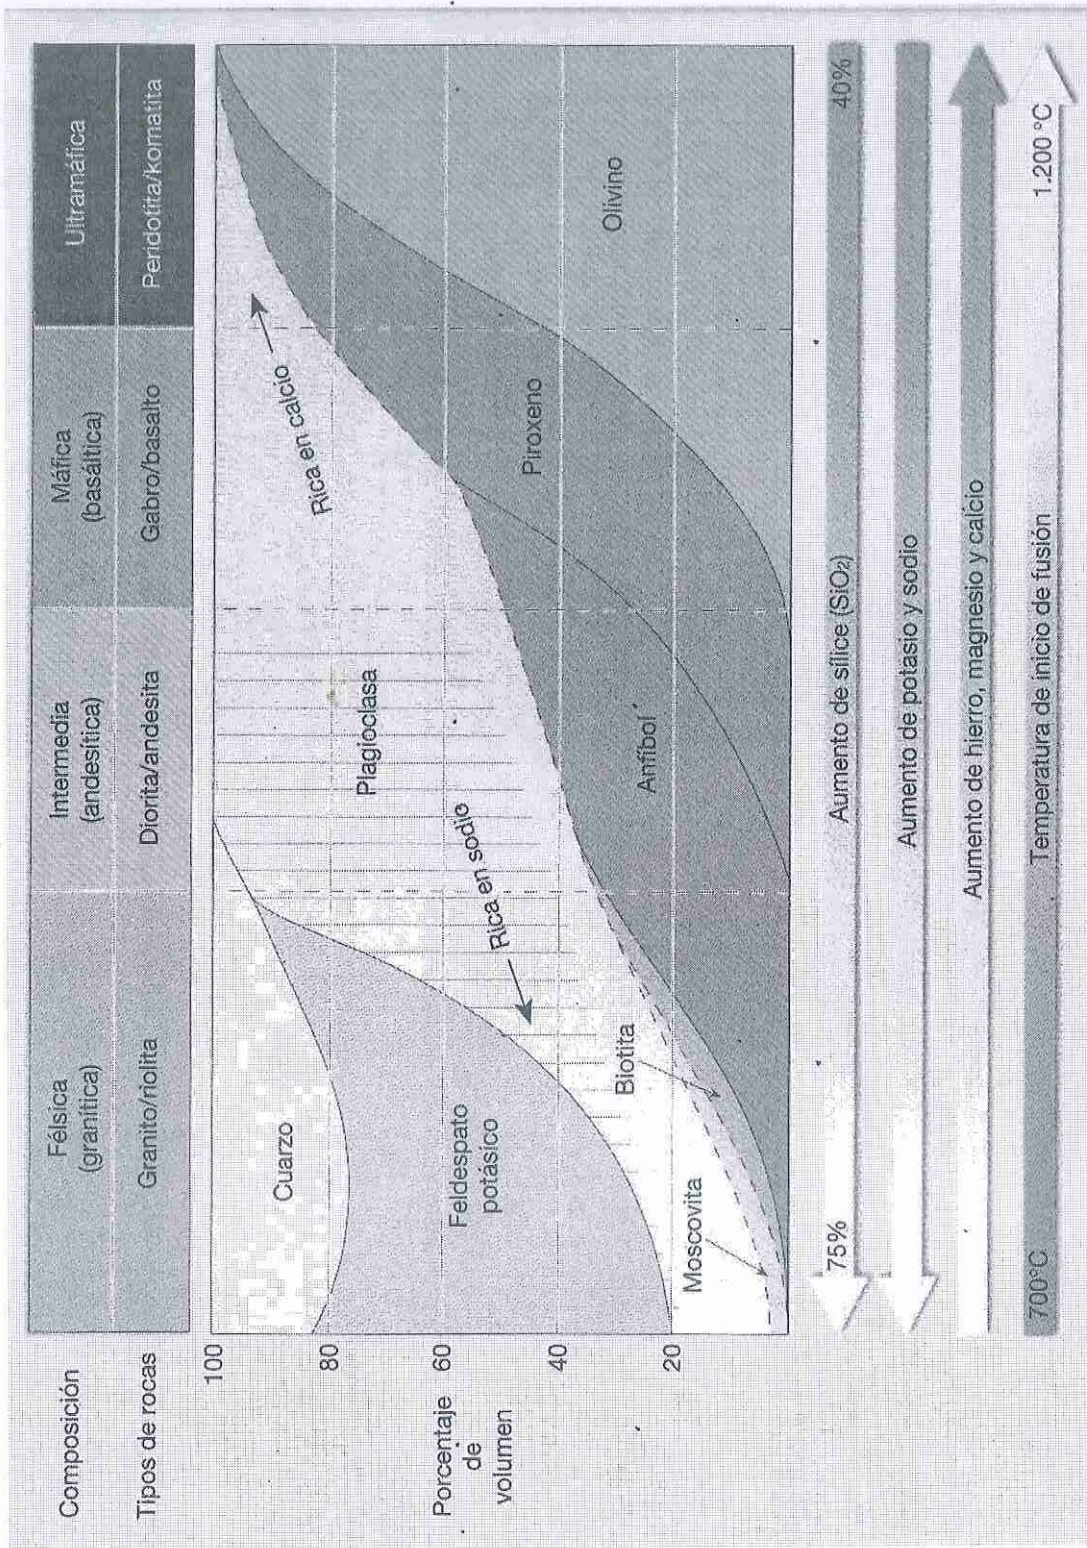 Composición
Félsica
(granítica)
Intermedia
(andesítica)
Máfica
(basáltica)
Ultramáfica
Tipos de rocas
Granito/riolita
Diorita/andesita
Gabro/basalto
Peridotita/komatita
Porcentaje
de
volumen
100
80
60
40
20
Cuarzo
Feldespato
potásico
Moscovita
Biotita
Rica en sodio
Plagioclasa
Rica en calcio
Anfíbol
Piroxeno
Olivino
75%
Aumento de sílice (SiO₂)
40%
Aumento de potasio y sodio
Aumento de hierro, magnesio y calcio
700°C
Temperatura de inicio de fusión
1.200 °C